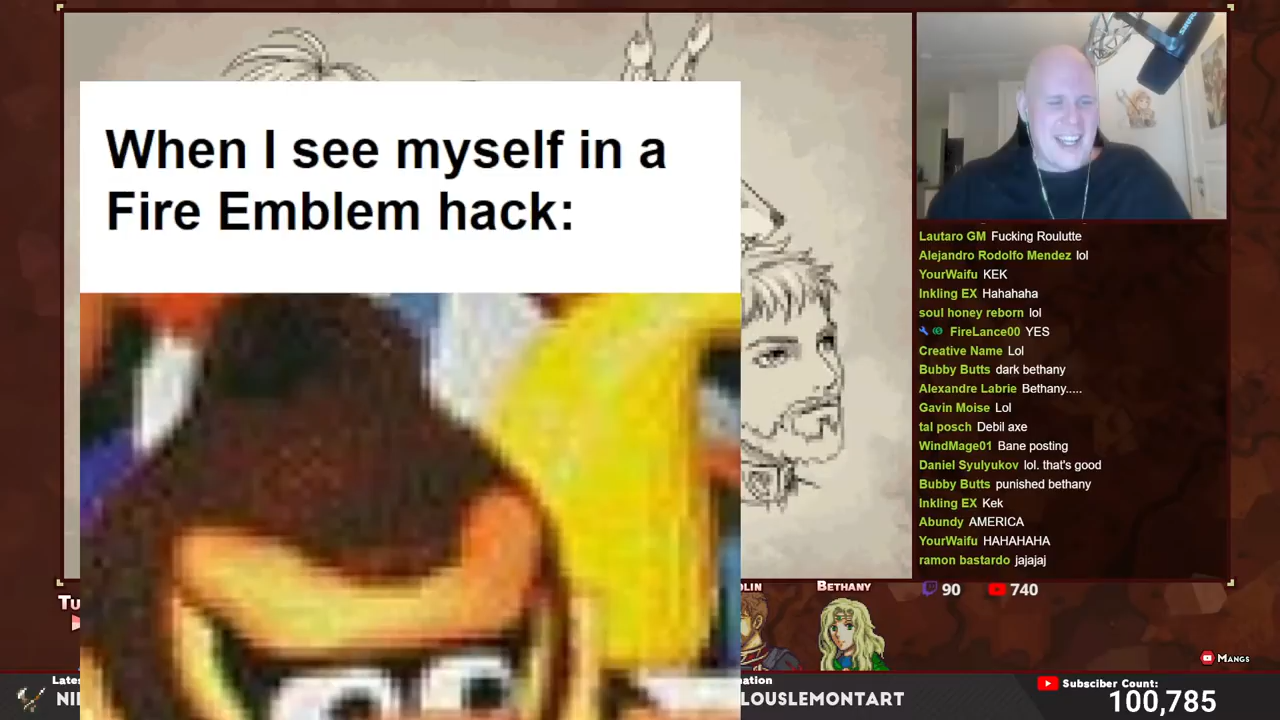 When I see myself in a
Fire Emblem hack:
Lautaro GM Fucking Roulutte
Alejandro Rodolfo Mendez lol
YourWaifu KEK
Inkling EX Hahahaha
soul honey reborn lol
FireLance00 YES
Creative Name Lol
Bubby Butts dark bethany
Alexandre Labrie Bethany.....
Gavin Moise Lol
tal posch Debil axe
WindMage01 Bane posting
Daniel Syulyukov lol. that's good
Bubby Butts punished bethany
Inkling EX Kek
Abundy AMERICA
YourWaifu HAHAHAHA
ramon bastardo jajajaj
BETHANY
90
740
MANGS
Subsciber Count:
100,785
LOUSLEMONTART